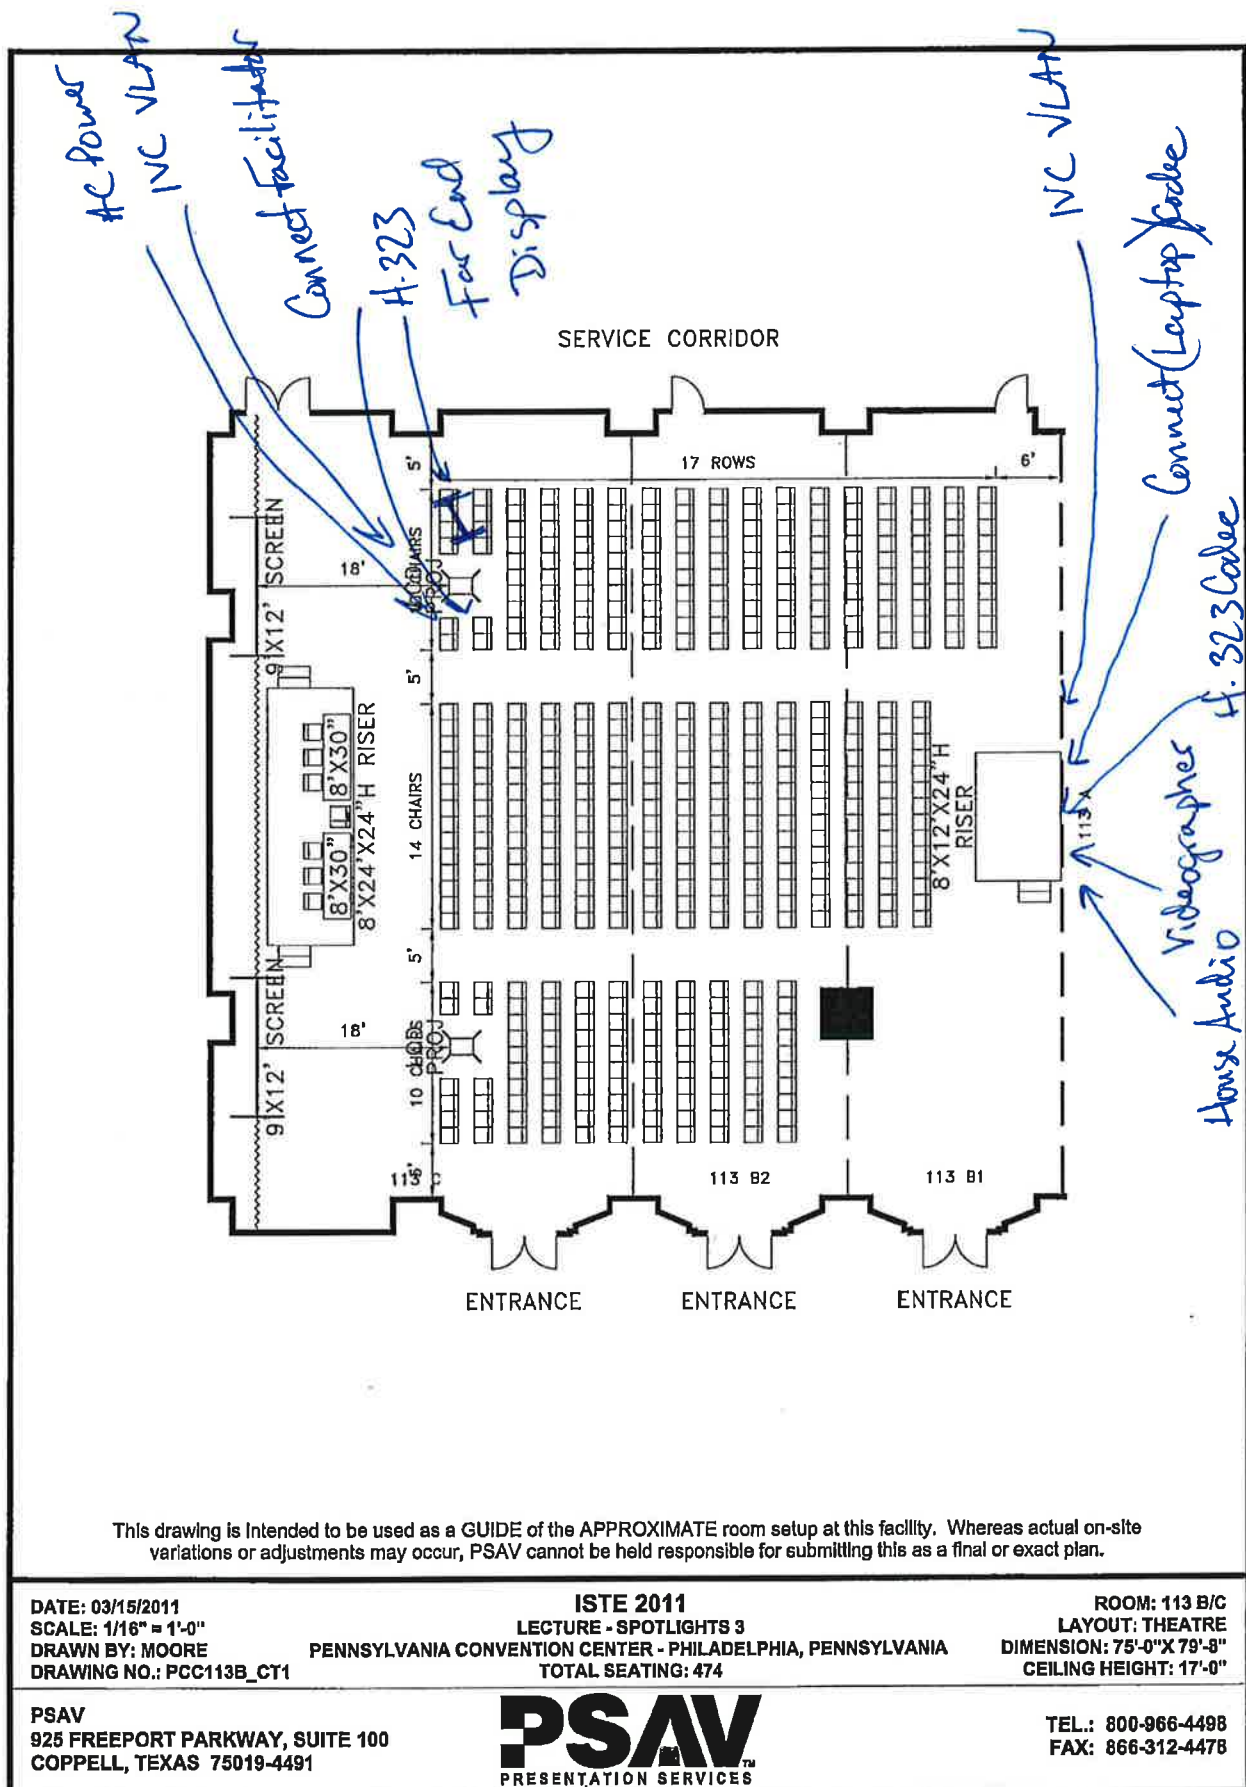 AC Power
IVC VLAN
Connect Facilitator
H.323
Far End
Display
IVC VLAN
Connect (Laptop) Codec
H.323 Codec
Videographer
House Audio
SERVICE CORRIDOR
17 ROWS
6'
5'
CHAIRS
PROJ
18'
9'X12' SCREEN
5'
8'X30"
8'X30"
8'X24'X24"H RISER
14 CHAIRS
8'X12'X24"H
RISER
113 A
5'
9'X12' SCREEN
18'
10
PROJ
5'
113 C
113 B2
113 B1
ENTRANCE
ENTRANCE
ENTRANCE
This drawing is intended to be used as a GUIDE of the APPROXIMATE room setup at this facility. Whereas actual on-site
variations or adjustments may occur, PSAV cannot be held responsible for submitting this as a final or exact plan.
DATE: 03/15/2011
SCALE: 1/16" = 1'-0"
DRAWN BY: MOORE
DRAWING NO.: PCC113B_CT1
ISTE 2011
LECTURE - SPOTLIGHTS 3
PENNSYLVANIA CONVENTION CENTER - PHILADELPHIA, PENNSYLVANIA
TOTAL SEATING: 474
ROOM: 113 B/C
LAYOUT: THEATRE
DIMENSION: 75'-0"X 79'-8"
CEILING HEIGHT: 17'-0"
PSAV
925 FREEPORT PARKWAY, SUITE 100
COPPELL, TEXAS 75019-4491
PSAV TM
PRESENTATION SERVICES
TEL.: 800-966-4498
FAX: 866-312-4478